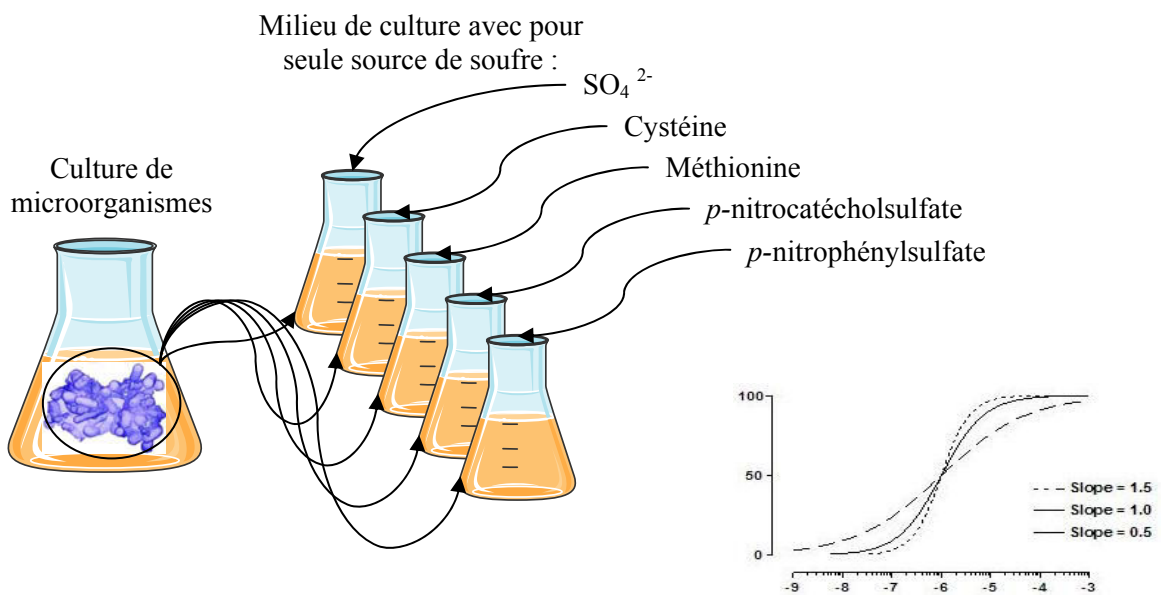 Milieu de culture avec pour
seule source de soufre :
SO₄ ²⁻
Cystéine
Méthionine
p-nitrocatécholsulfate
p-nitrophénylsulfate
Culture de
microorganismes
100
50
0
Slope = 1.5
Slope = 1.0
Slope = 0.5
-9 -8 -7 -6 -5 -4 -3